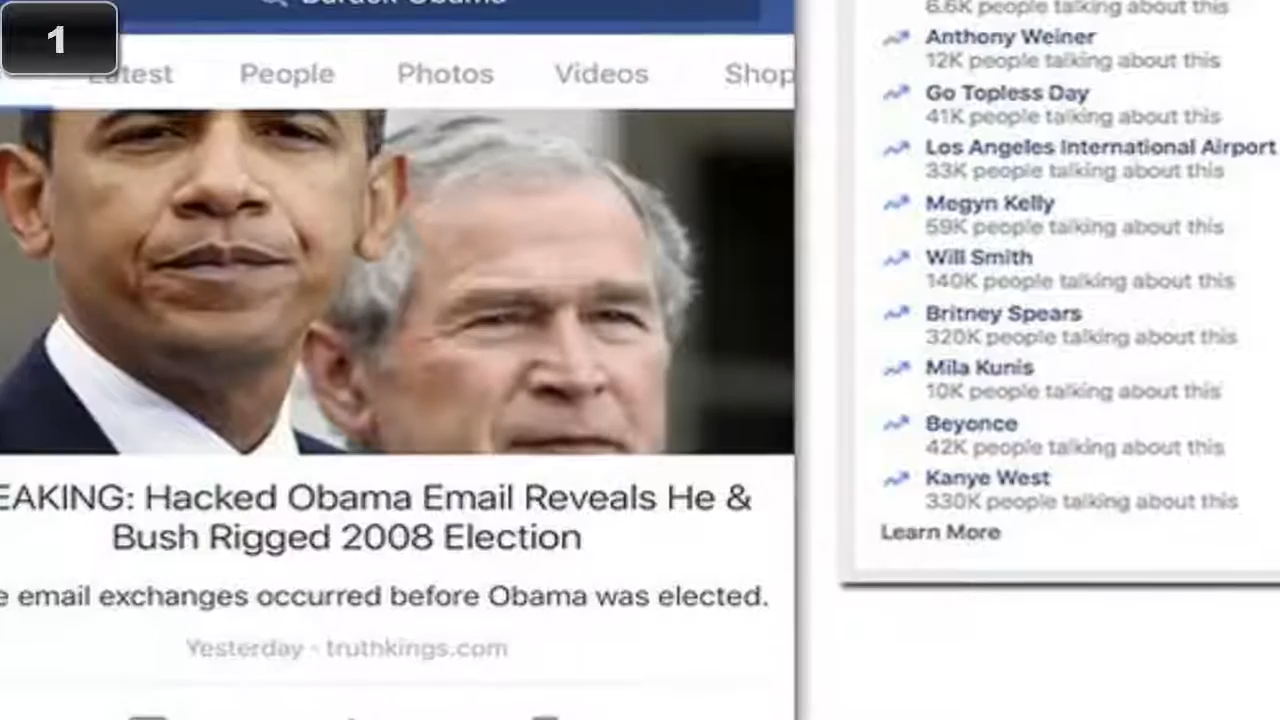 1
Barack Obama
Latest
People
Photos
Videos
Shop
EAKING: Hacked Obama Email Reveals He &
Bush Rigged 2008 Election
e email exchanges occurred before Obama was elected.
Yesterday · truthkings.com
6.6K people talking about this
Anthony Weiner
12K people talking about this
Go Topless Day
41K people talking about this
Los Angeles International Airport
33K people talking about this
Megyn Kelly
59K people talking about this
Will Smith
140K people talking about this
Britney Spears
320K people talking about this
Mila Kunis
10K people talking about this
Beyonce
42K people talking about this
Kanye West
330K people talking about this
Learn More